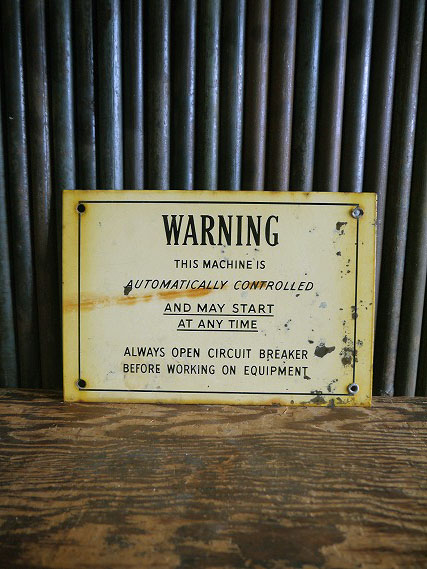 WARNING
THIS MACHINE IS
AUTOMATICALLY CONTROLLED
AND MAY START
AT ANY TIME
ALWAYS OPEN CIRCUIT BREAKER
BEFORE WORKING ON EQUIPMENT